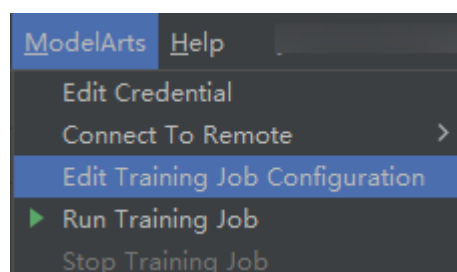 ModelArts Help
Edit Credential
Connect To Remote
Edit Training Job Configuration
Run Training Job
Stop Training Job